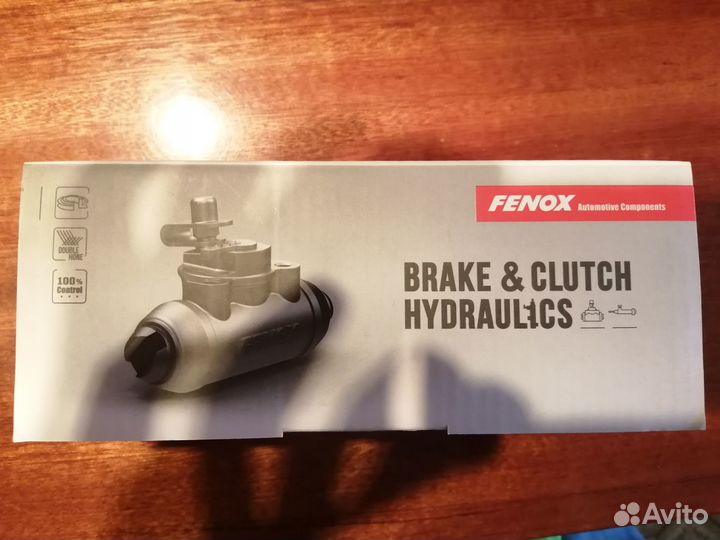 FENOX Automotive Components
DOUBLE
HONE
100%
Control
BRAKE & CLUTCH
HYDRAULICS
FENOX
Avito